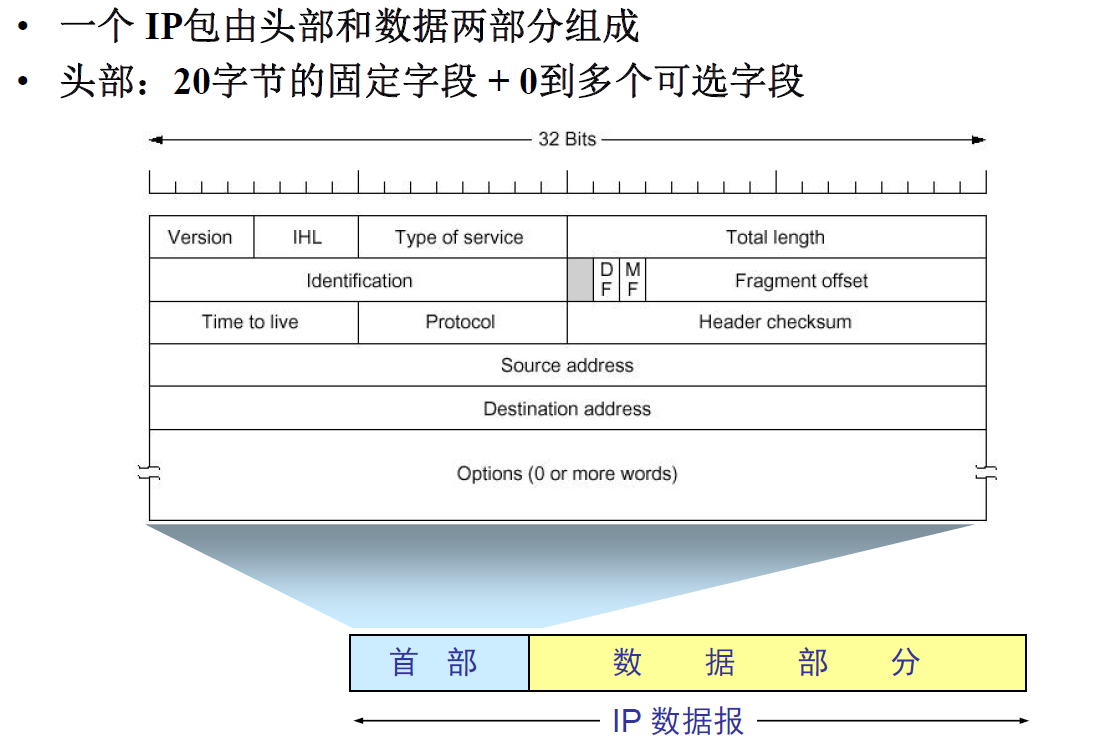 • 一个 IP包由头部和数据两部分组成
• 头部：20字节的固定字段 + 0到多个可选字段
32 Bits
Version IHL Type of service Total length
Identification DF MF Fragment offset
Time to live Protocol Header checksum
Source address
Destination address
Options (0 or more words)
首 部 数 据 部 分
IP 数据报